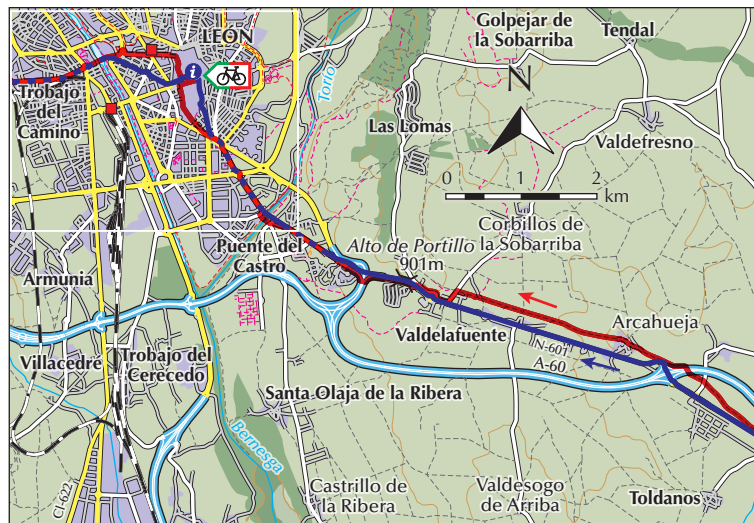 LEÓN
i
Trobajo
del
Camino
Torío
Golpejar de
la Sobarriba
Tendal
N
Las Lomas
Valdefresno
0 1 2
km
Corbillos de
la Sobarriba
Puente del
Castro
Alto de Portillo
901m
Armunia
Valdelafuente
Arcahueja
N-601
A-60
Villacedré
Trobajo del
Cerecedo
Santa Olaja de la Ribera
Bernesga
CL-622
Castrillo de
la Ribera
Valdesogo
de Arriba
Toldanos